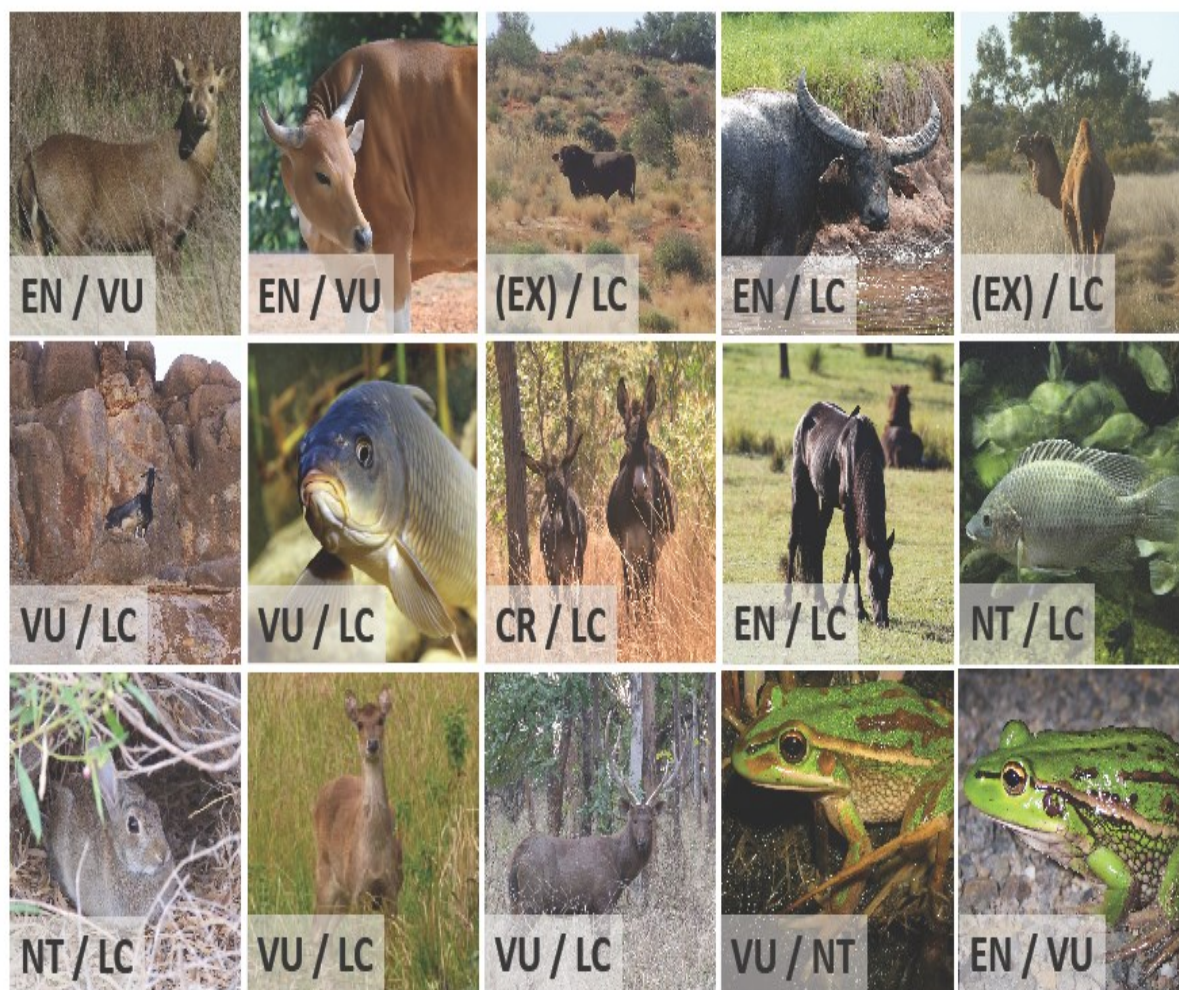 EN / VU
EN / VU
(EX) / LC
EN / LC
(EX) / LC
VU / LC
VU / LC
CR / LC
EN / LC
NT / LC
NT / LC
VU / LC
VU / LC
VU / NT
EN / VU